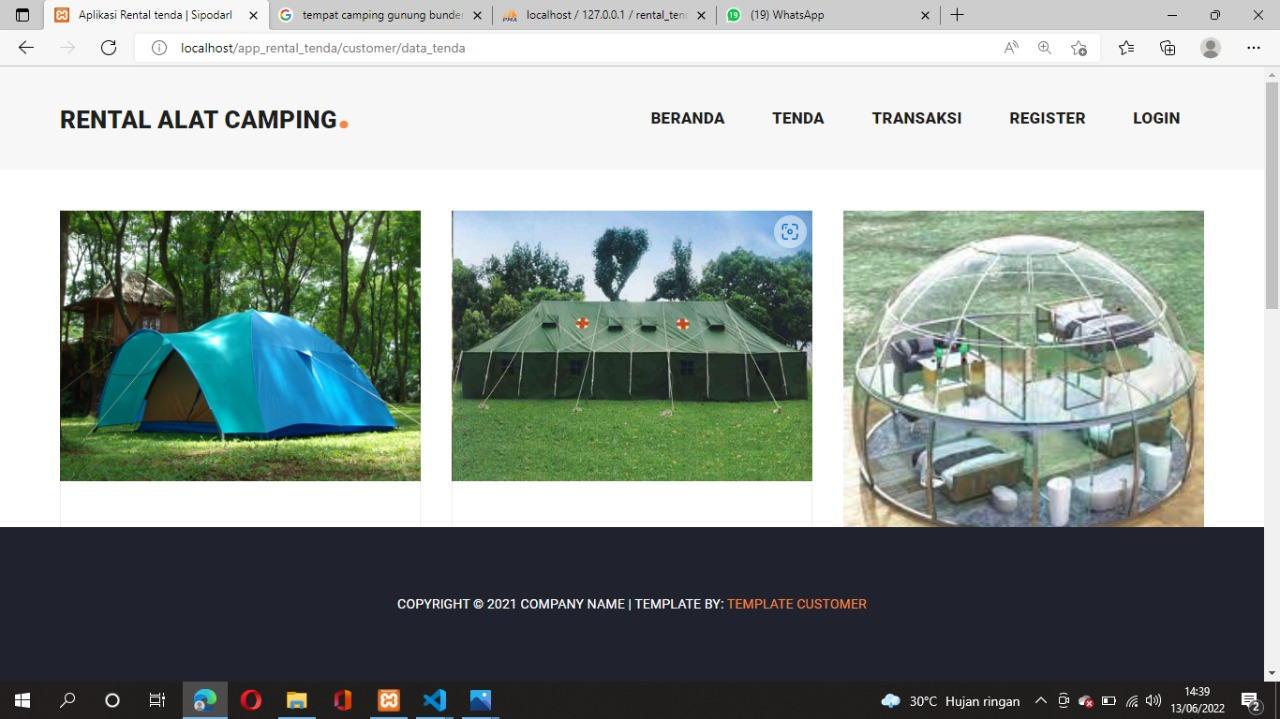 Aplikasi Rental tenda | Sipodarl
tempat camping gunung bunder
localhost / 127.0.0.1 / rental_tend
(19) WhatsApp
localhost/app_rental_tenda/customer/data_tenda
RENTAL ALAT CAMPING.
BERANDA
TENDA
TRANSAKSI
REGISTER
LOGIN
COPYRIGHT © 2021 COMPANY NAME | TEMPLATE BY: TEMPLATE CUSTOMER
30°C Hujan ringan
14:39
13/06/2022
2